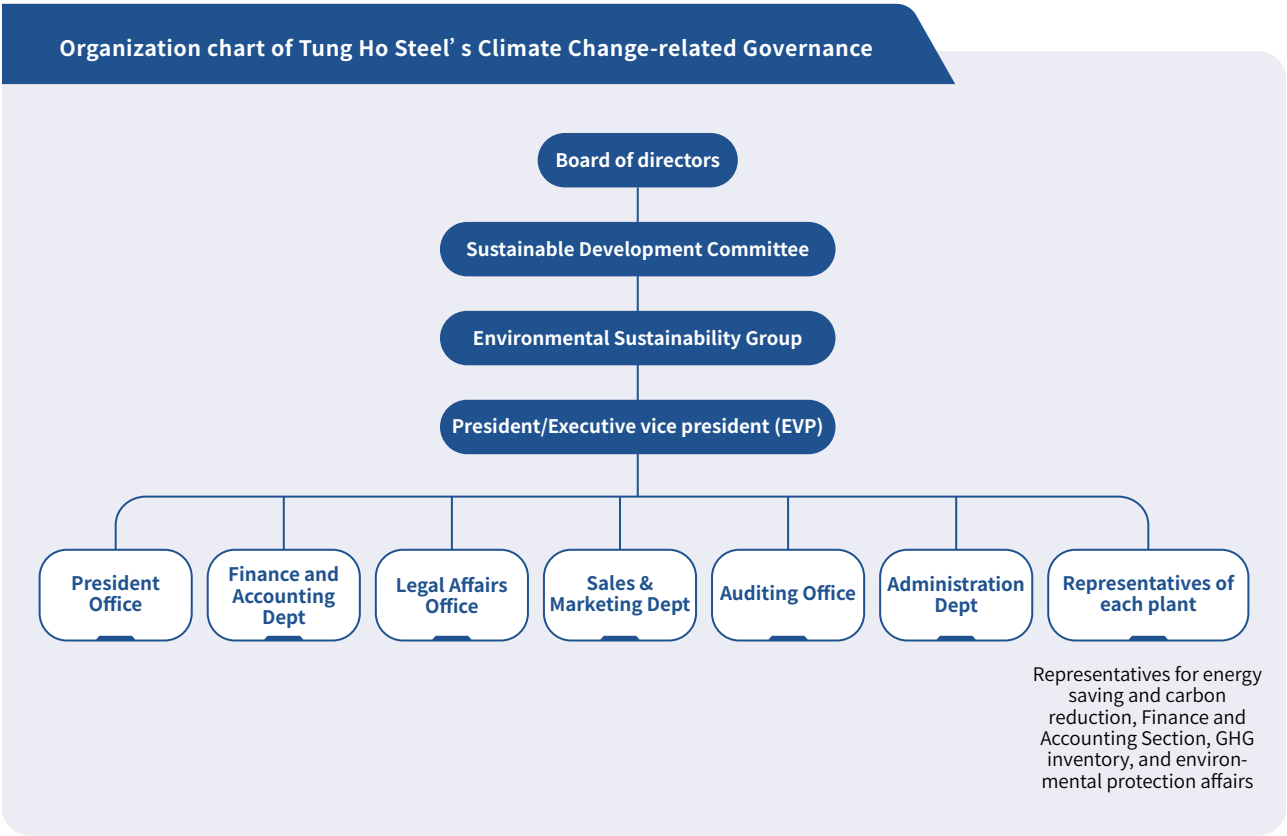 Organization chart of Tung Ho Steel’s Climate Change-related Governance
Board of directors
Sustainable Development Committee
Environmental Sustainability Group
President/Executive vice president (EVP)
President
Office
Finance and
Accounting
Dept
Legal Affairs
Office
Sales &
Marketing Dept
Auditing Office
Administration
Dept
Representatives of
each plant
Representatives for energy
saving and carbon
reduction, Finance and
Accounting Section, GHG
inventory, and environ-
mental protection affairs